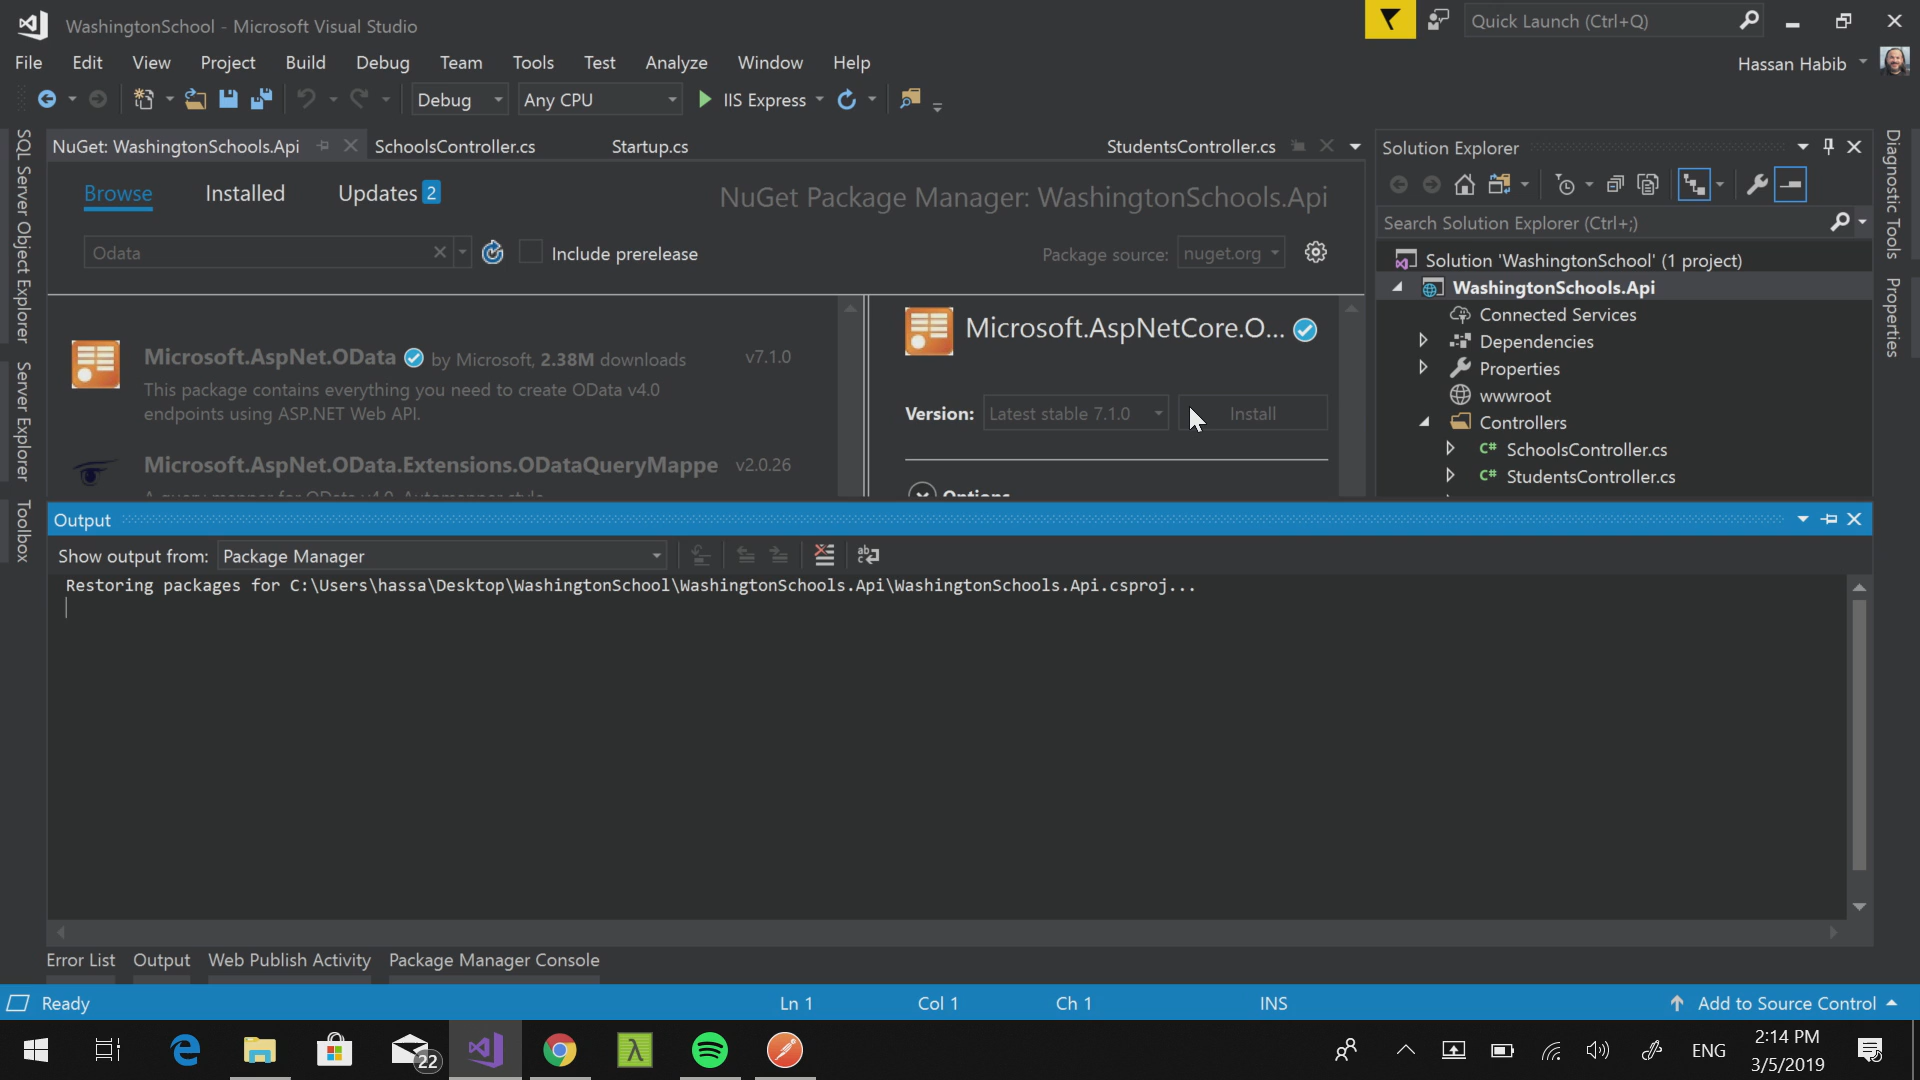 WashingtonSchool - Microsoft Visual Studio
Quick Launch (Ctrl+Q)
File Edit View Project Build Debug Team Tools Test Analyze Window Help
Hassan Habib
Debug Any CPU IIS Express
SQL Server Object Explorer
Server Explorer
Toolbox
NuGet: WashingtonSchools.Api SchoolsController.cs Startup.cs StudentsController.cs
Browse Installed Updates 2
NuGet Package Manager: WashingtonSchools.Api
Odata
Include prerelease
Package source: nuget.org
Microsoft.AspNet.OData by Microsoft, 2.38M downloads v7.1.0
This package contains everything you need to create OData v4.0
endpoints using ASP.NET Web API.
Microsoft.AspNet.OData.Extensions.ODataQueryMappe v2.0.26
A query mapper for OData v4.0. Automapper style
Microsoft.AspNetCore.O...
Version: Latest stable 7.1.0 Install
Options
Solution Explorer
Search Solution Explorer (Ctrl+;)
Solution 'WashingtonSchool' (1 project)
WashingtonSchools.Api
Connected Services
Dependencies
Properties
wwwroot
Controllers
C# SchoolsController.cs
C# StudentsController.cs
Diagnostic Tools
Properties
Output
Show output from: Package Manager
Restoring packages for C:\Users\hassa\Desktop\WashingtonSchool\WashingtonSchools.Api\WashingtonSchools.Api.csproj...
Error List Output Web Publish Activity Package Manager Console
Ready Ln 1 Col 1 Ch 1 INS Add to Source Control
22
ENG
2:14 PM
3/5/2019